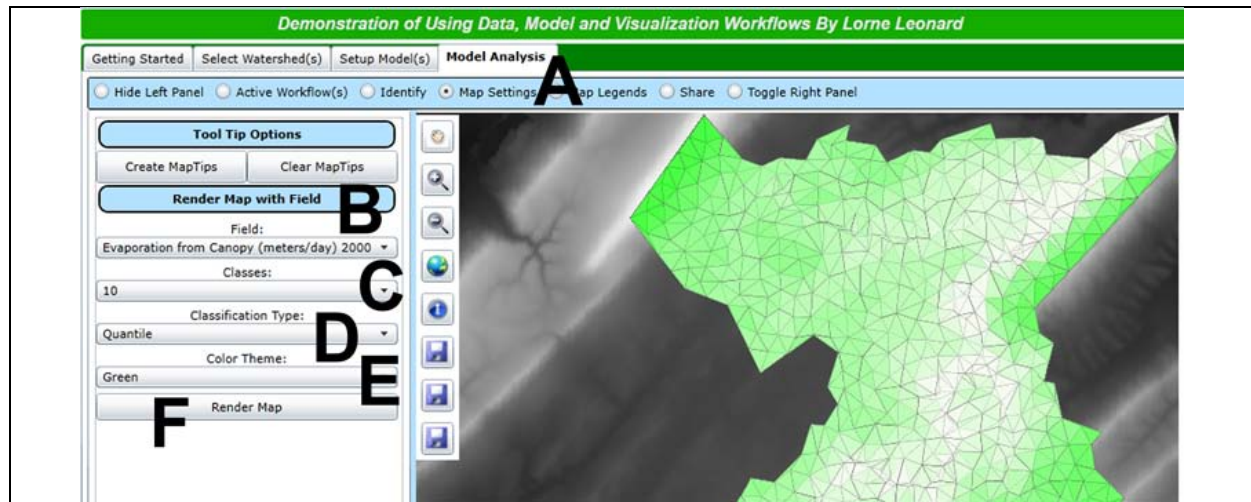 Demonstration of Using Data, Model and Visualization Workflows By Lorne Leonard
Getting Started Select Watershed(s) Setup Model(s) Model Analysis
A
Hide Left Panel Active Workflow(s) Identify Map Settings Legends Share Toggle Right Panel
Tool Tip Options
Create MapTips Clear MapTips
Render Map with Field
B
Field:
Evaporation from Canopy (meters/day) 2000
Classes:
C
10
Classification Type:
D
Quantile
Color Theme:
E
Green
Render Map
F